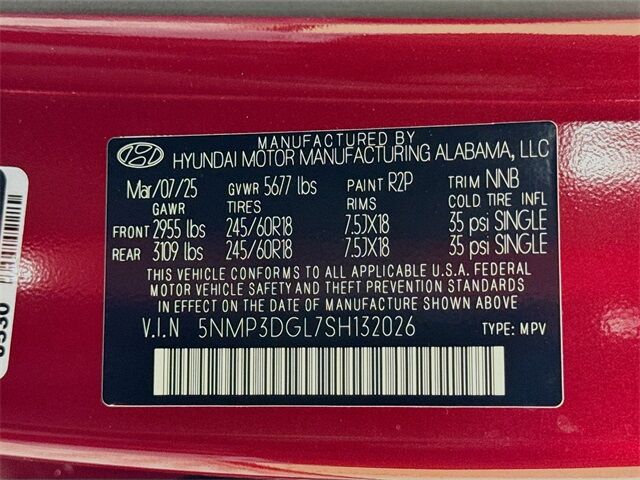 MANUFACTURED BY
HYUNDAI MOTOR MANUFACTURING ALABAMA, LLC
Mar/07/25 GVWR 5677 lbs PAINT R2P TRIM NNB
GAWR TIRES RIMS COLD TIRE INFL
FRONT 2955 lbs 245/60R18 7.5JX18 35 psi SINGLE
REAR 3109 lbs 245/60R18 7.5JX18 35 psi SINGLE
THIS VEHICLE CONFORMS TO ALL APPLICABLE U.S.A. FEDERAL
MOTOR VEHICLE SAFETY AND THEFT PREVENTION STANDARDS
IN EFFECT ON THE DATE OF MANUFACTURE SHOWN ABOVE
V.I.N 5NMP3DGL7SH132026 TYPE: MPV